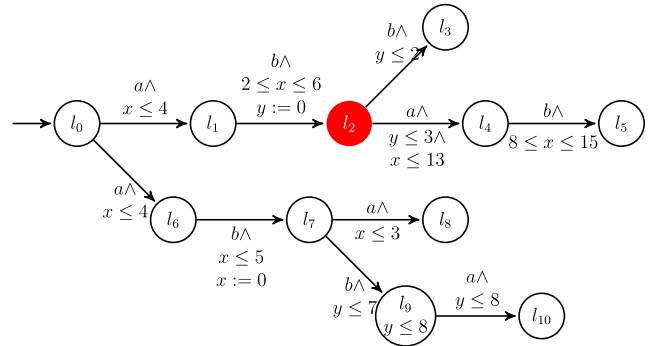 b∧
y ≤ 2
l₃
a∧
x ≤ 4
b∧
2 ≤ x ≤ 6
y := 0
l₀
l₁
l₂
a∧
y ≤ 3∧
x ≤ 13
l₄
b∧
8 ≤ x ≤ 15
l₅
a∧
x ≤ 4
l₆
b∧
x ≤ 5
x := 0
l₇
a∧
x ≤ 3
l₈
b∧
y ≤ 7
l₉
y ≤ 8
a∧
y ≤ 8
l₁₀